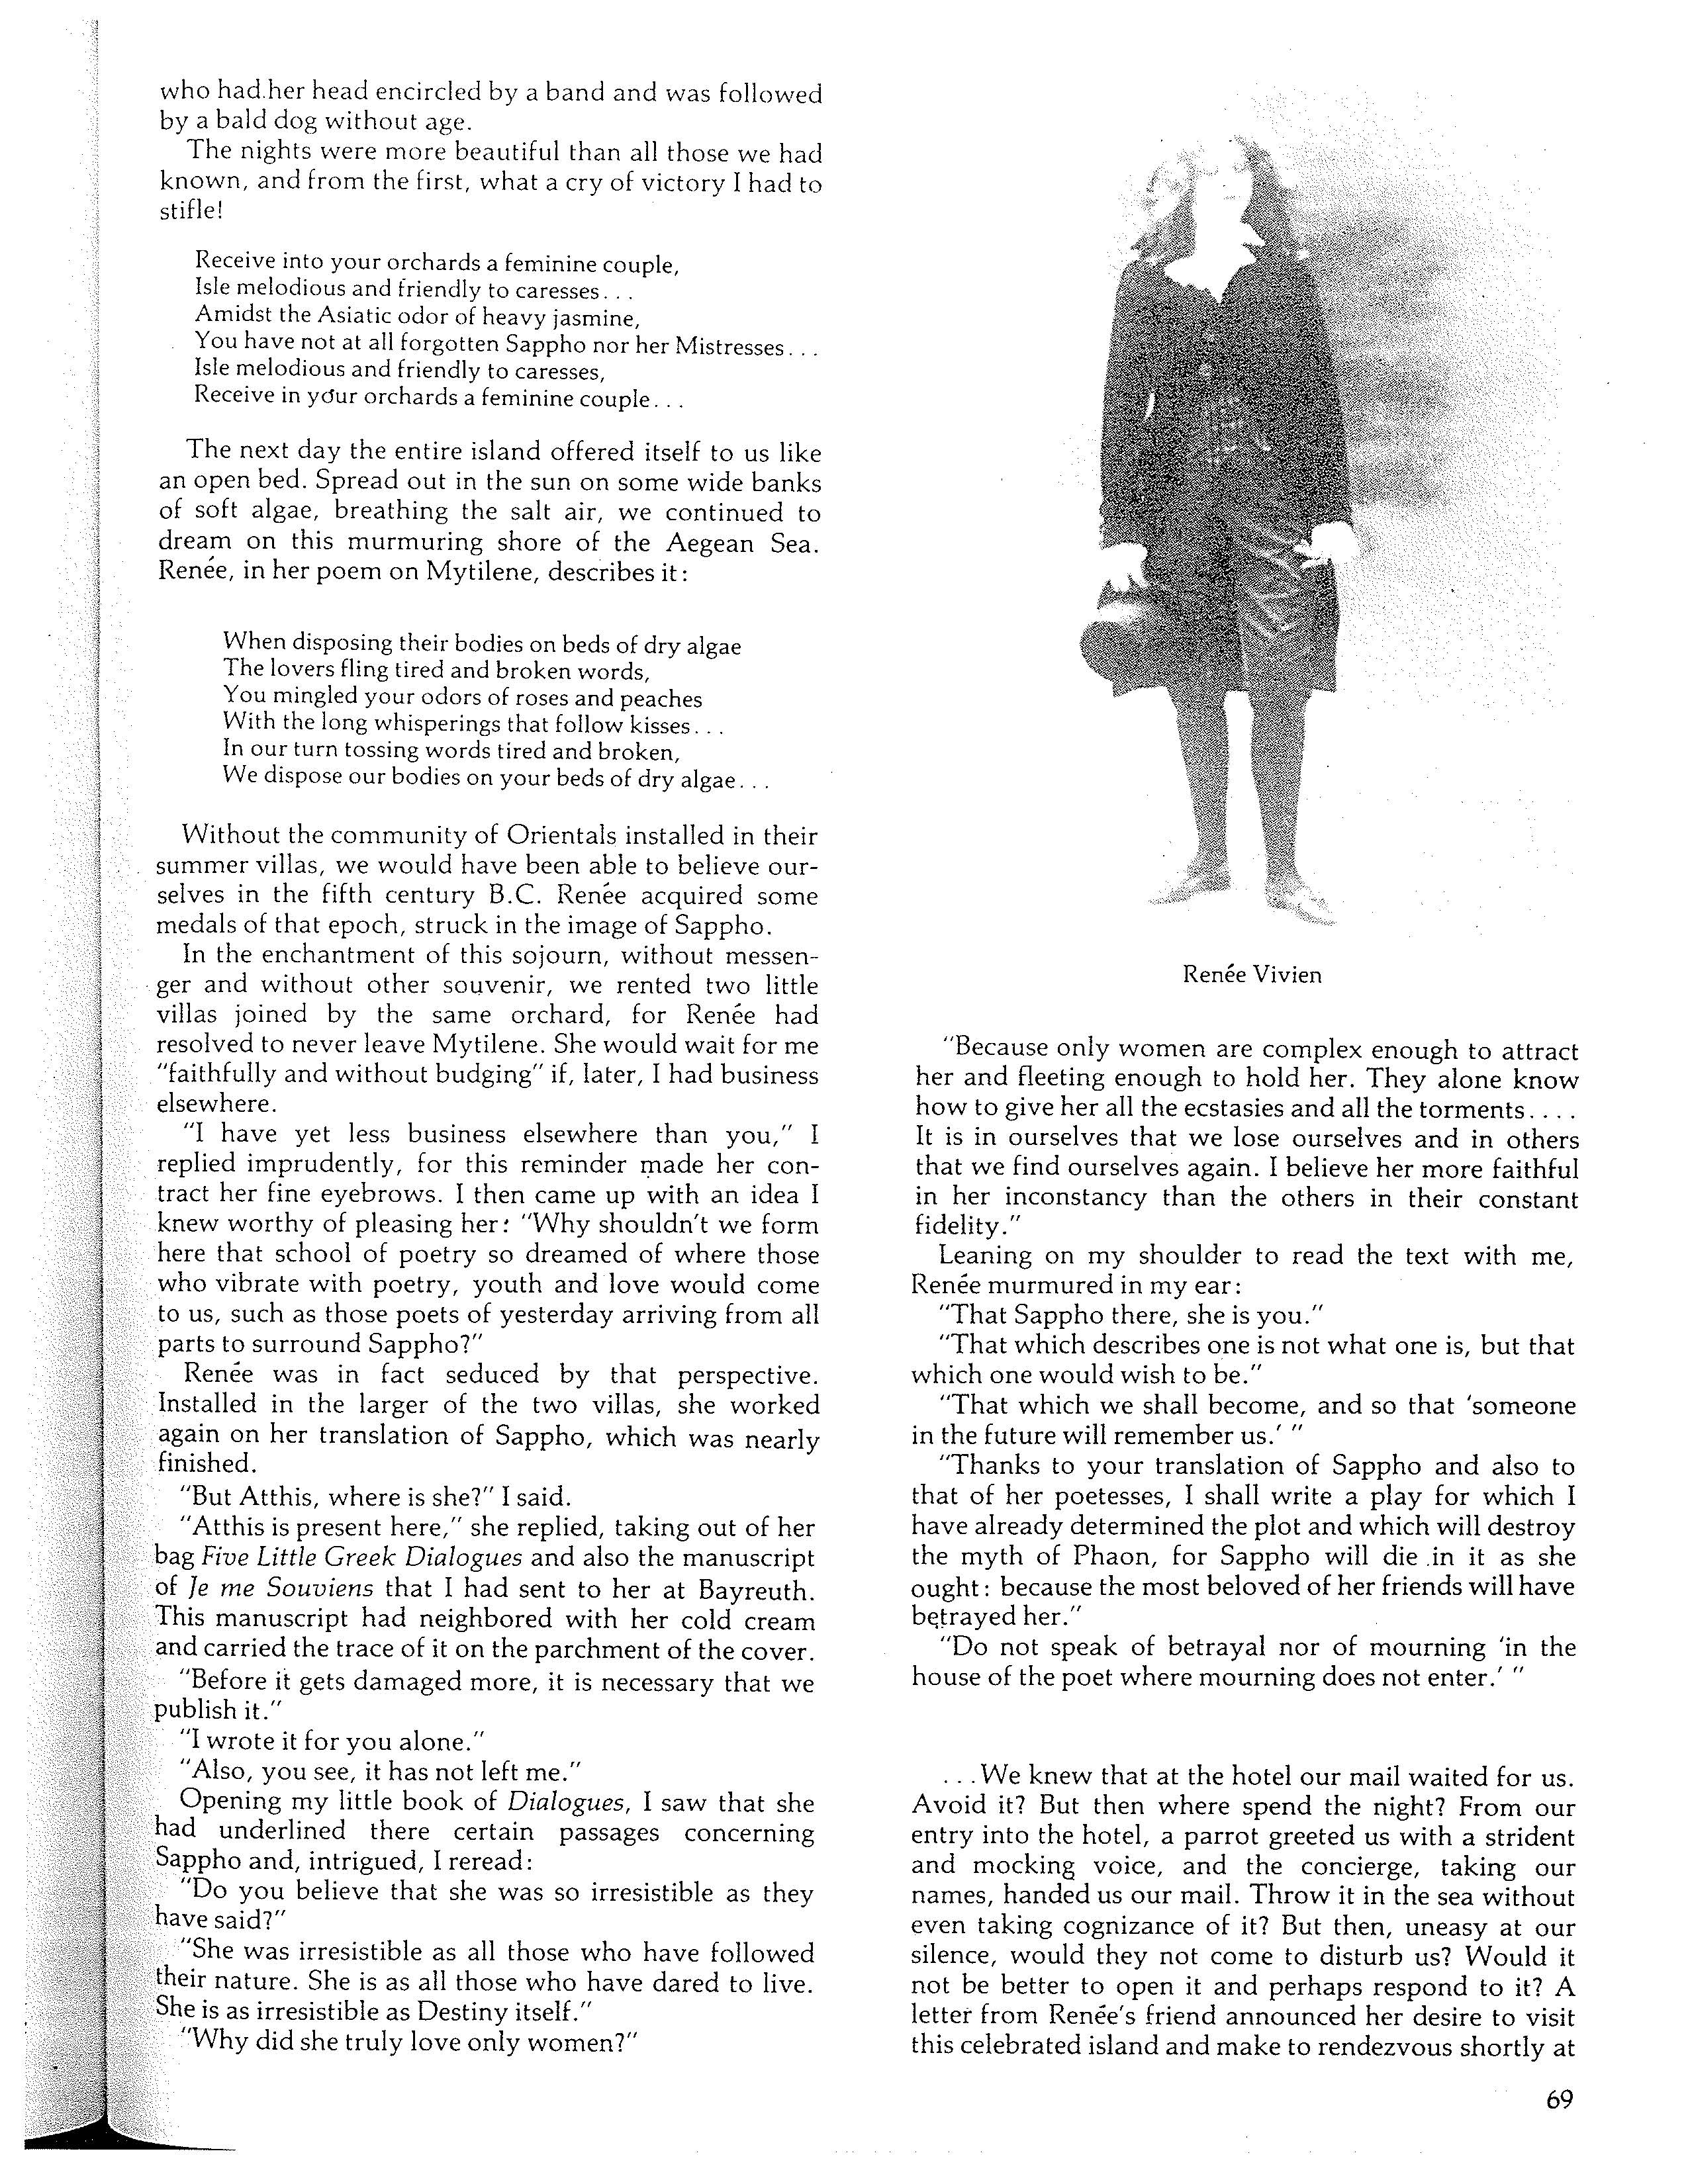 who had her head encircled by a band and was followed
by a bald dog without age.
The nights were more beautiful than all those we had
known, and from the first, what a cry of victory I had to
stifle!
Receive into your orchards a feminine couple,
Isle melodious and friendly to caresses. . .
Amidst the Asiatic odor of heavy jasmine,
You have not at all forgotten Sappho nor her Mistresses. . .
Isle melodious and friendly to caresses,
Receive in your orchards a feminine couple. . .
The next day the entire island offered itself to us like
an open bed. Spread out in the sun on some wide banks
of soft algae, breathing the salt air, we continued to
dream on this murmuring shore of the Aegean Sea.
Renée, in her poem on Mytilene, describes it:
When disposing their bodies on beds of dry algae
The lovers fling tired and broken words,
You mingled your odors of roses and peaches
With the long whisperings that follow kisses. . .
In our turn tossing words tired and broken,
We dispose our bodies on your beds of dry algae. . .
Without the community of Orientals installed in their
summer villas, we would have been able to believe our-
selves in the fifth century B.C. Renée acquired some
medals of that epoch, struck in the image of Sappho.
In the enchantment of this sojourn, without messen-
ger and without other souvenir, we rented two little
villas joined by the same orchard, for Renée had
resolved to never leave Mytilene. She would wait for me
"faithfully and without budging" if, later, I had business
elsewhere.
"I have yet less business elsewhere than you," I
replied imprudently, for this reminder made her con-
tract her fine eyebrows. I then came up with an idea I
knew worthy of pleasing her: "Why shouldn't we form
here that school of poetry so dreamed of where those
who vibrate with poetry, youth and love would come
to us, such as those poets of yesterday arriving from all
parts to surround Sappho?"
Renée was in fact seduced by that perspective.
Installed in the larger of the two villas, she worked
again on her translation of Sappho, which was nearly
finished.
"But Atthis, where is she?" I said.
"Atthis is present here," she replied, taking out of her
bag Five Little Greek Dialogues and also the manuscript
of Je me Souviens that I had sent to her at Bayreuth.
This manuscript had neighbored with her cold cream
and carried the trace of it on the parchment of the cover.
"Before it gets damaged more, it is necessary that we
publish it."
"I wrote it for you alone."
"Also, you see, it has not left me."
Opening my little book of Dialogues, I saw that she
had underlined there certain passages concerning
Sappho and, intrigued, I reread:
"Do you believe that she was so irresistible as they
have said?"
"She was irresistible as all those who have followed
their nature. She is as all those who have dared to live.
She is as irresistible as Destiny itself."
"Why did she truly love only women?"
Renée Vivien
"Because only women are complex enough to attract
her and fleeting enough to hold her. They alone know
how to give her all the ecstasies and all the torments. . . .
It is in ourselves that we lose ourselves and in others
that we find ourselves again. I believe her more faithful
in her inconstancy than the others in their constant
fidelity."
Leaning on my shoulder to read the text with me,
Renée murmured in my ear:
"That Sappho there, she is you."
"That which describes one is not what one is, but that
which one would wish to be."
"That which we shall become, and so that 'someone
in the future will remember us.' "
"Thanks to your translation of Sappho and also to
that of her poetesses, I shall write a play for which I
have already determined the plot and which will destroy
the myth of Phaon, for Sappho will die in it as she
ought: because the most beloved of her friends will have
betrayed her."
"Do not speak of betrayal nor of mourning 'in the
house of the poet where mourning does not enter.' "
. . .We knew that at the hotel our mail waited for us.
Avoid it? But then where spend the night? From our
entry into the hotel, a parrot greeted us with a strident
and mocking voice, and the concierge, taking our
names, handed us our mail. Throw it in the sea without
even taking cognizance of it? But then, uneasy at our
silence, would they not come to disturb us? Would it
not be better to open it and perhaps respond to it? A
letter from Renée's friend announced her desire to visit
this celebrated island and make to rendezvous shortly at
69